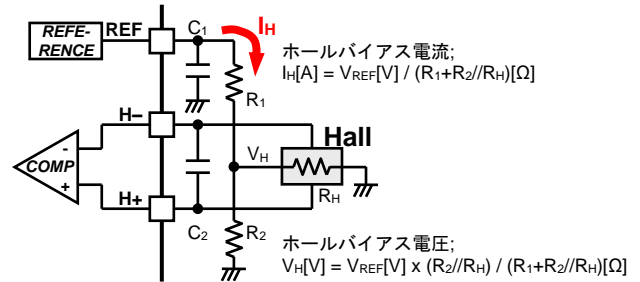 REFE-
RENCE
REF
C1
IH
ホールバイアス電流;
IH[A] = VREF[V] / (R1+R2//RH)[Ω]
R1
H−
Hall
-
COMP
+
VH
RH
H+
C2
R2
ホールバイアス電圧;
VH[V] = VREF[V] x (R2//RH) / (R1+R2//RH)[Ω]